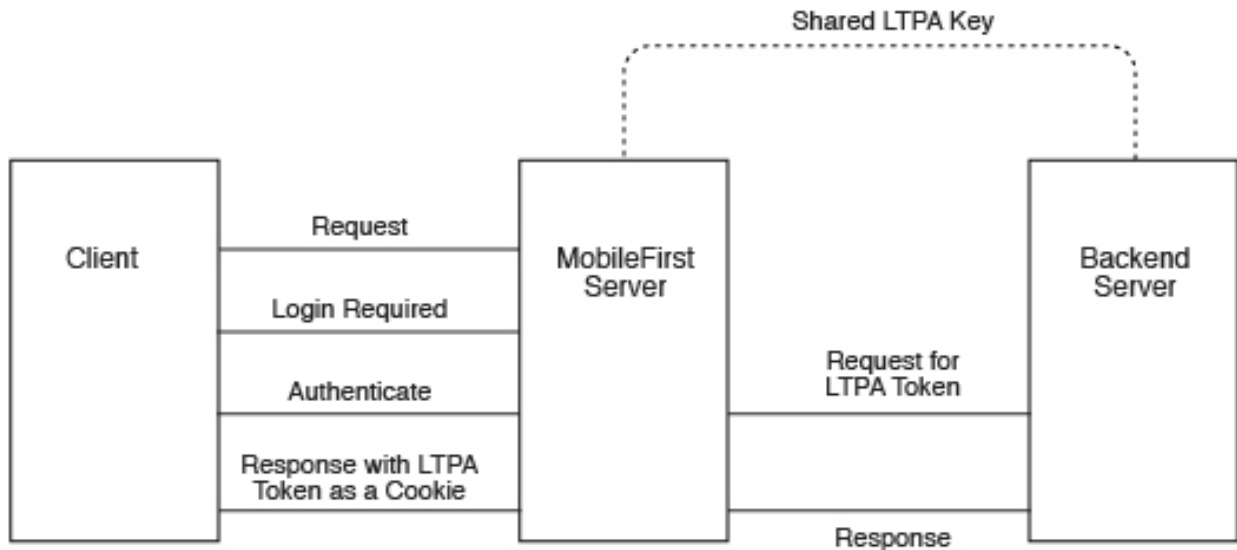 Shared LTPA Key
Client
Request
Login Required
Authenticate
Response with LTPA
Token as a Cookie
MobileFirst
Server
Request for
LTPA Token
Response
Backend
Server